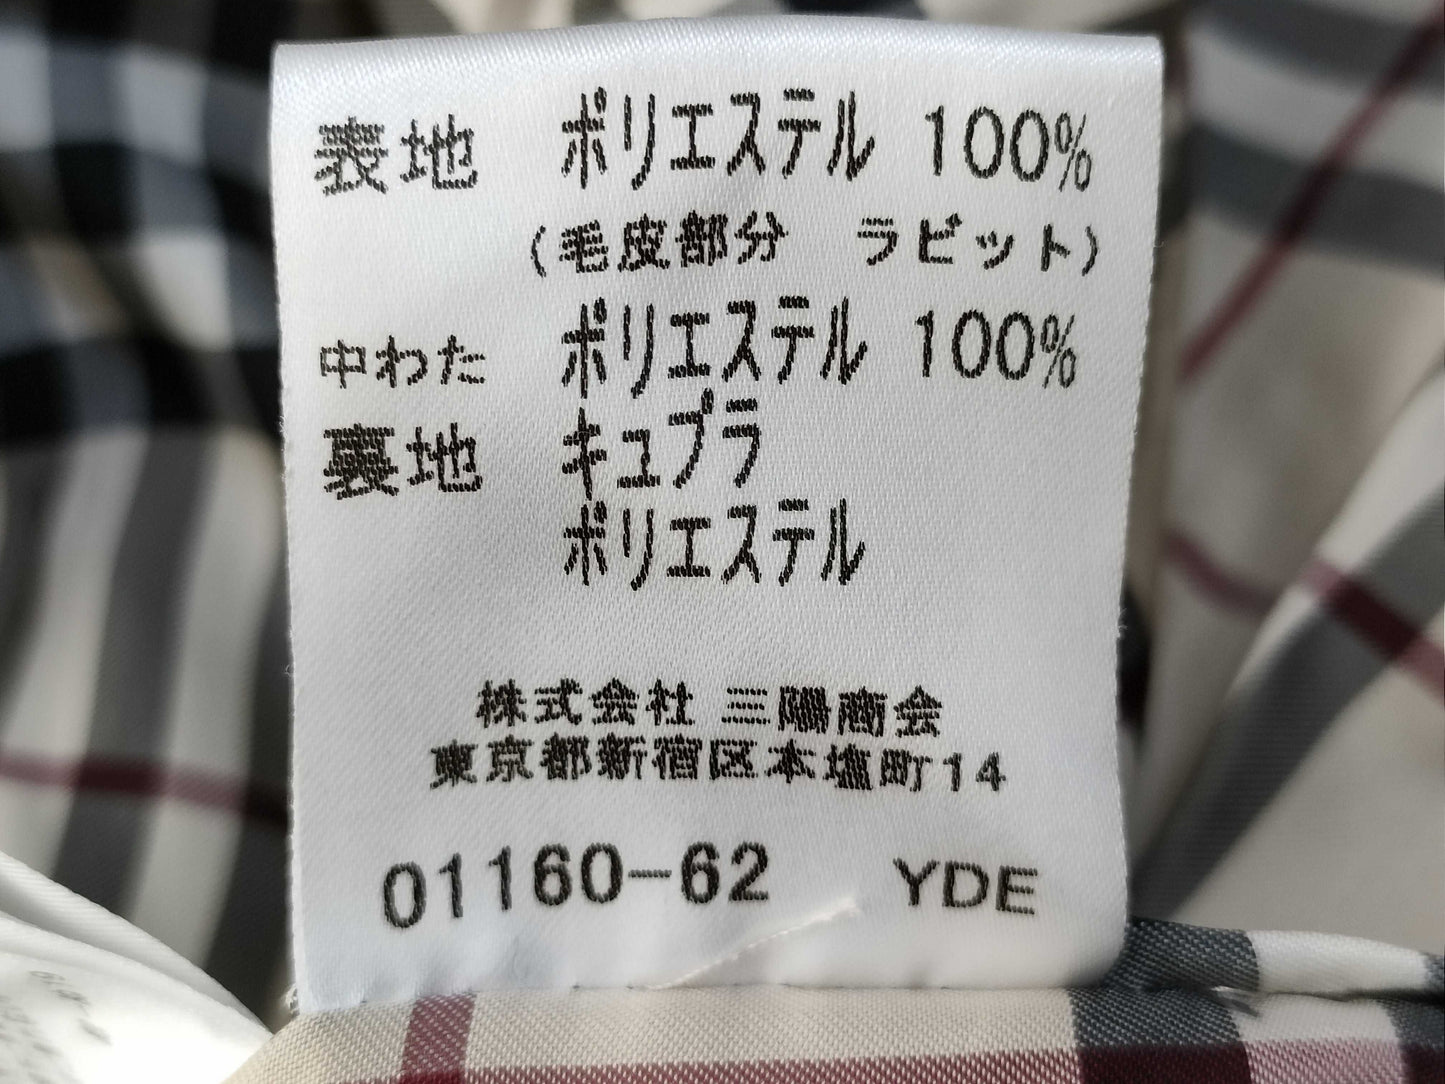 表地 ポリエステル 100%
(毛皮部分 ラビット)
中わた ポリエステル 100%
裏地 キュプラ
ポリエステル
株式会社 三陽商会
東京都新宿区本塩町14
01160-62 YDE